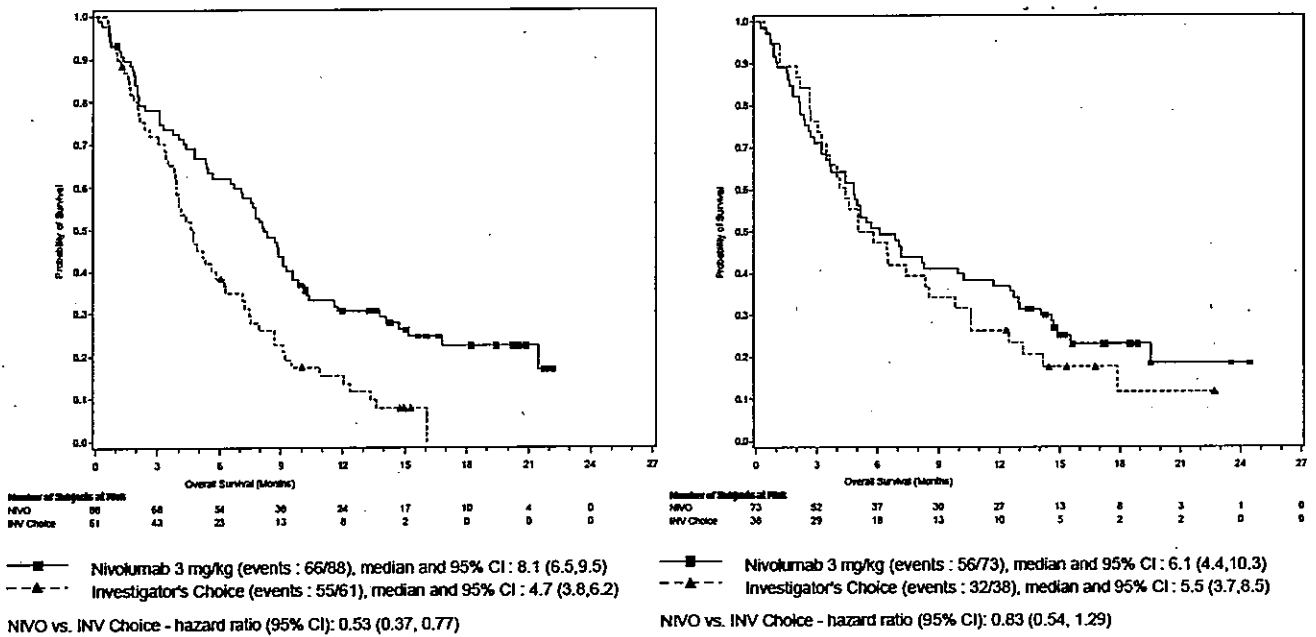 1.0
0.9
0.8
0.7
0.6
0.5
0.4
0.3
0.2
0.1
0.0
Probability of Survival
0 3 6 9 12 15 18 21 24 27
Overall Survival (Months)
Number of Subjects at Risk
NIVO 88 68 54 36 24 17 10 4 0
INV Choice 61 43 23 13 8 2 0 0 0
Nivolumab 3 mg/kg (events : 66/88), median and 95% CI : 8.1 (6.5,9.5)
Investigator's Choice (events : 55/61), median and 95% CI : 4.7 (3.8,6.2)
NIVO vs. INV Choice - hazard ratio (95% CI): 0.53 (0.37, 0.77)
1.0
0.9
0.8
0.7
0.6
0.5
0.4
0.3
0.2
0.1
0.0
Probability of Survival
0 3 6 9 12 15 18 21 24 27
Overall Survival (Months)
Number of Subjects at Risk
NIVO 73 52 37 30 27 13 8 3 1 0
INV Choice 38 29 18 13 10 5 2 2 0 0
Nivolumab 3 mg/kg (events : 56/73), median and 95% CI : 6.1 (4.4,10.3)
Investigator's Choice (events : 32/38), median and 95% CI : 5.5 (3.7,8.5)
NIVO vs. INV Choice - hazard ratio (95% CI): 0.83 (0.54, 1.29)